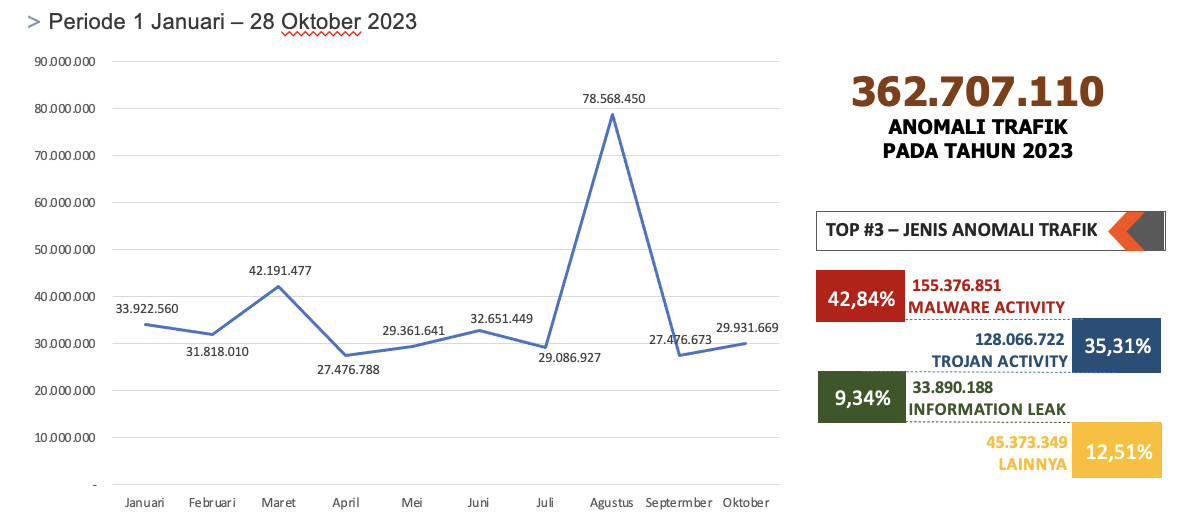 > Periode 1 Januari – 28 Oktober 2023
90.000.000
80.000.000
70.000.000
60.000.000
50.000.000
40.000.000
30.000.000
20.000.000
10.000.000
-
33.922.560
31.818.010
42.191.477
27.476.788
29.361.641
32.651.449
29.086.927
78.568.450
27.476.673
29.931.669
Januari
Februari
Maret
April
Mei
Juni
Juli
Agustus
Septermber
Oktober
362.707.110
ANOMALI TRAFIK
PADA TAHUN 2023
TOP #3 – JENIS ANOMALI TRAFIK
42,84%
155.376.851
MALWARE ACTIVITY
128.066.722
TROJAN ACTIVITY
35,31%
9,34%
33.890.188
INFORMATION LEAK
45.373.349
LAINNYA
12,51%